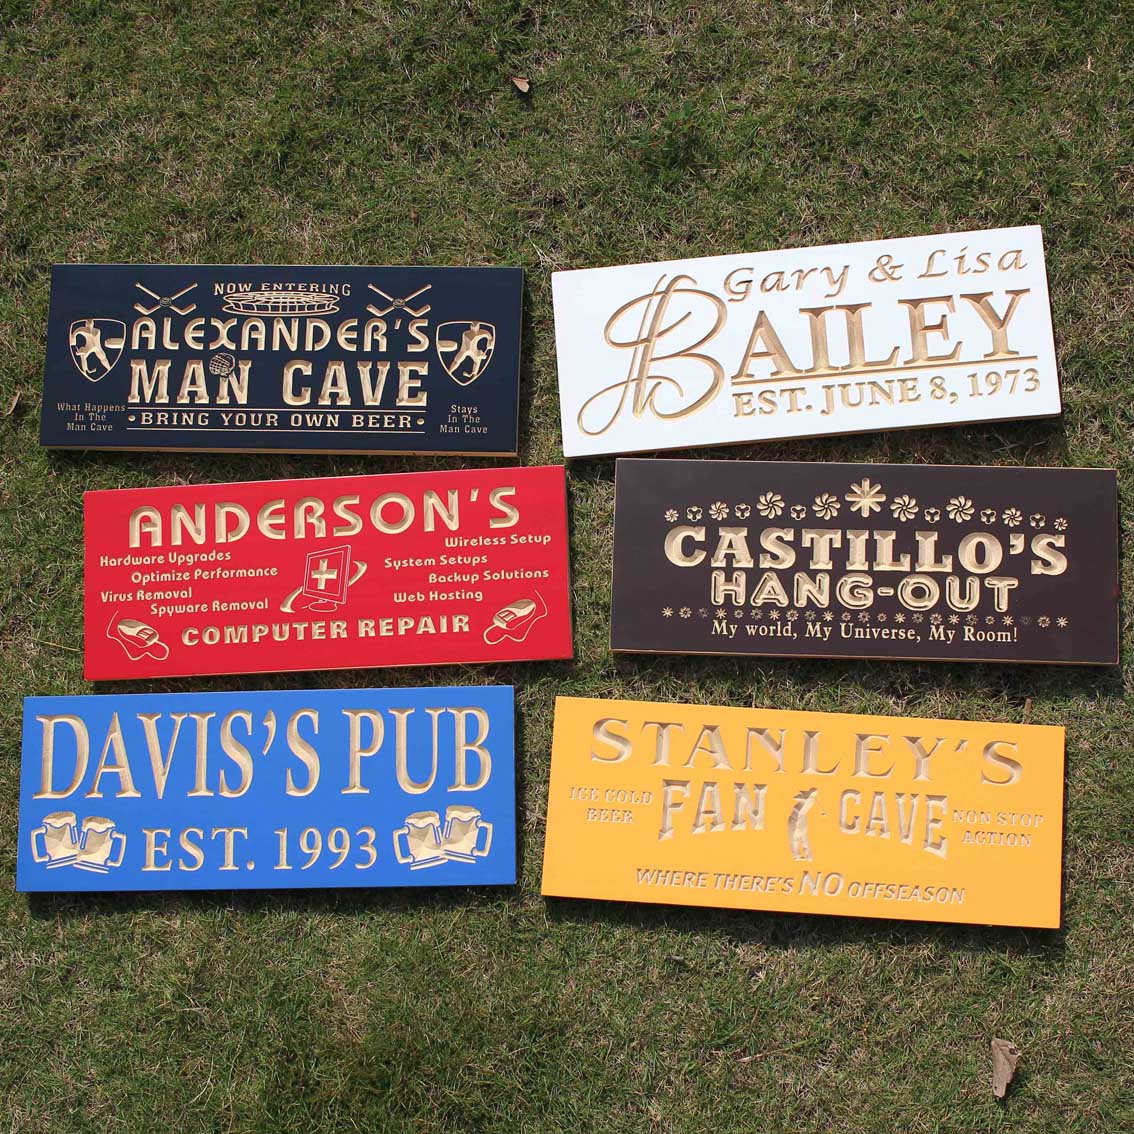 NOW ENTERING
ALEXANDER'S
MAN CAVE
BRING YOUR OWN BEER
What Happens
In The
Man Cave
Stays
In The
Man Cave
B
Gary & Lisa
BAILEY
EST. JUNE 8, 1973
ANDERSON'S
Hardware Upgrades
Optimize Performance
Virus Removal
Spyware Removal
Wireless Setup
System Setups
Backup Solutions
Web Hosting
COMPUTER REPAIR
CASTILLO'S
HANG-OUT
My world, My Universe, My Room!
DAVIS'S PUB
EST. 1993
STANLEY'S
ICE COLD
BEER
FAN CAVE
NON STOP
ACTION
WHERE THERE'S NO OFFSEASON